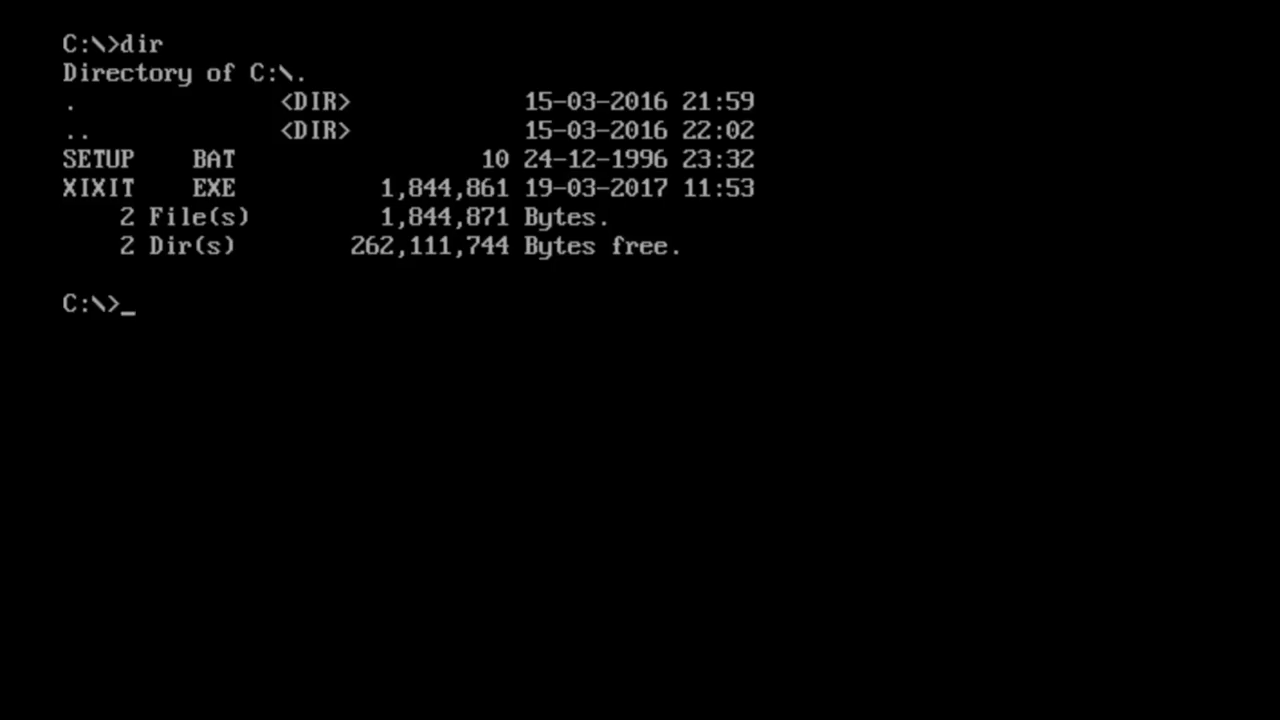 C:\>dir
Directory of C:\.
. <DIR> 15-03-2016 21:59
.. <DIR> 15-03-2016 22:02
SETUP BAT 10 24-12-1996 23:32
XIXIT EXE 1,844,861 19-03-2017 11:53
2 File(s) 1,844,871 Bytes.
2 Dir(s) 262,111,744 Bytes free.
C:\>_